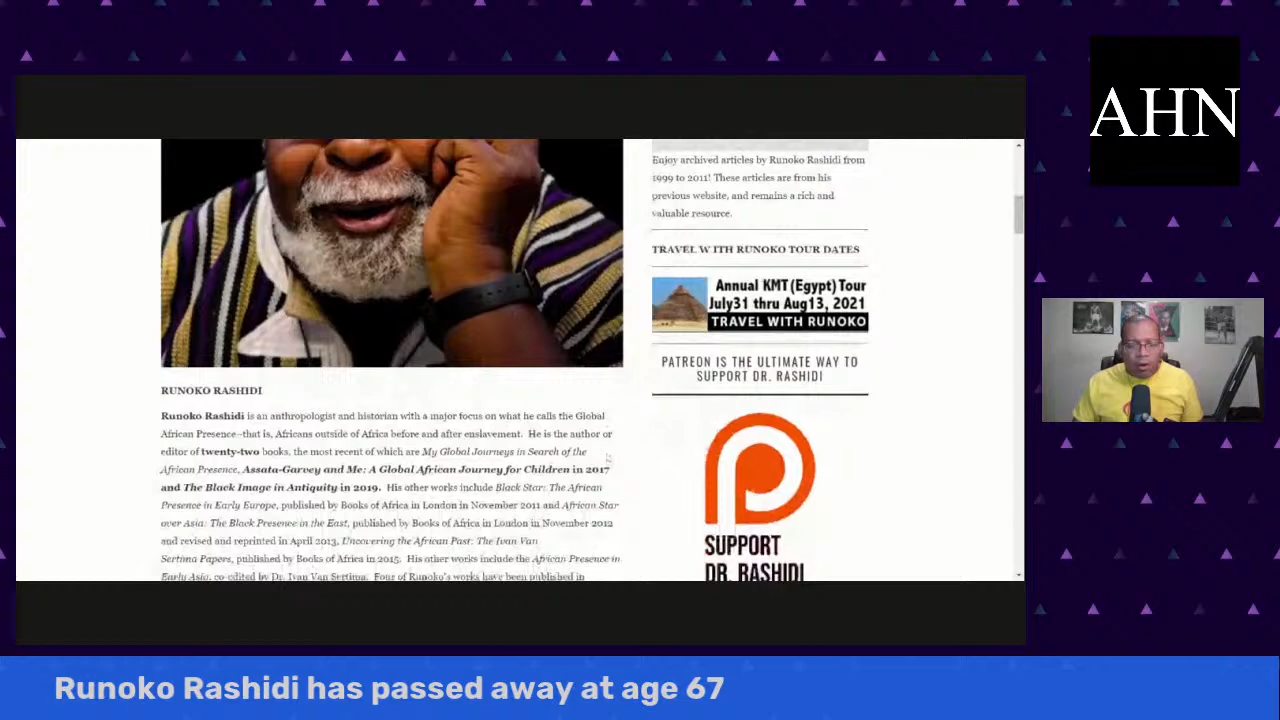 AHN
RUNOKO RASHIDI
Runoko Rashidi is an anthropologist and historian with a major focus on what he calls the Global
African Presence--that is, Africans outside of Africa before and after enslavement. He is the author or
editor of twenty-two books, the most recent of which are My Global Journeys in Search of the
African Presence, Assata-Garvey and Me: A Global African Journey for Children in 2017
and The Black Image in Antiquity in 2019. His other works include Black Star: The African
Presence in Early Europe, published by Books of Africa in London in November 2011 and African Star
over Asia: The Black Presence in the East, published by Books of Africa in London in November 2012
and revised and reprinted in April 2013, Uncovering the African Past: The Ivan Van
Sertima Papers, published by Books of Africa in 2015. His other works include the African Presence in
Early Asia, co-edited by Dr. Ivan Van Sertima. Four of Runoko's works have been published in
Enjoy archived articles by Runoko Rashidi from
1999 to 2011! These articles are from his
previous website, and remains a rich and
valuable resource.
TRAVEL WITH RUNOKO TOUR DATES
Annual KMT (Egypt) Tour
July31 thru Aug13, 2021
TRAVEL WITH RUNOKO
PATREON IS THE ULTIMATE WAY TO
SUPPORT DR. RASHIDI
SUPPORT
DR. RASHIDI
Runoko Rashidi has passed away at age 67